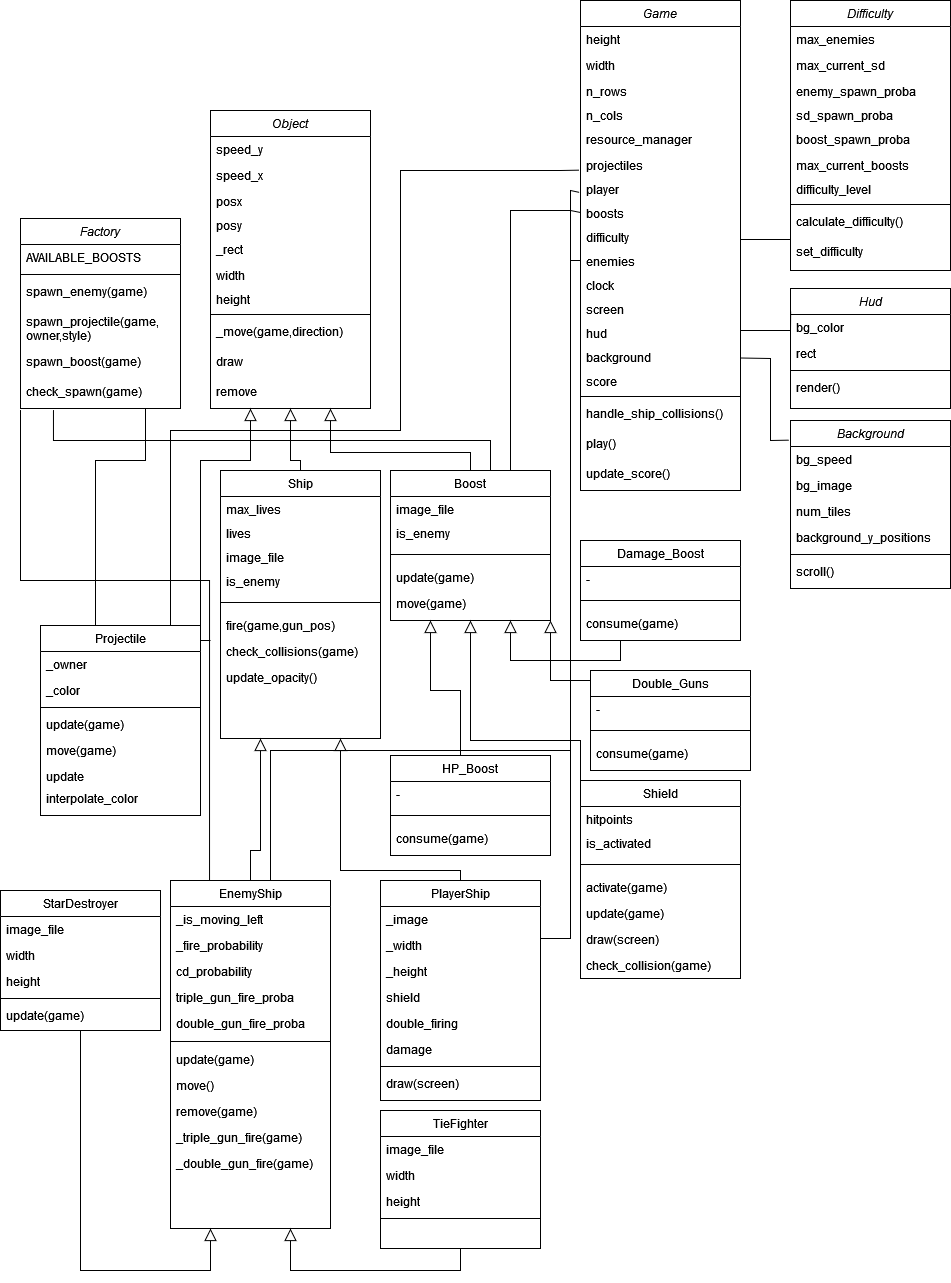 Game
height
width
n_rows
n_cols
resource_manager
projectiles
player
boosts
difficulty
enemies
clock
screen
hud
background
score
handle_ship_collisions()
play()
update_score()
Difficulty
max_enemies
max_current_sd
enemy_spawn_proba
sd_spawn_proba
boost_spawn_proba
max_current_boosts
difficulty_level
calculate_difficulty()
set_difficulty
Object
speed_y
speed_x
posx
posy
_rect
width
height
_move(game,direction)
draw
remove
Factory
AVAILABLE_BOOSTS
spawn_enemy(game)
spawn_projectile(game,
owner,style)
spawn_boost(game)
check_spawn(game)
Hud
bg_color
rect
render()
Background
bg_speed
bg_image
num_tiles
background_y_positions
scroll()
Ship
max_lives
lives
image_file
is_enemy
fire(game,gun_pos)
check_collisions(game)
update_opacity()
Boost
image_file
is_enemy
update(game)
move(game)
Damage_Boost
-
consume(game)
Projectile
_owner
_color
update(game)
move(game)
update
interpolate_color
Double_Guns
-
consume(game)
HP_Boost
-
consume(game)
Shield
hitpoints
is_activated
activate(game)
update(game)
draw(screen)
check_collision(game)
StarDestroyer
image_file
width
height
update(game)
EnemyShip
_is_moving_left
_fire_probability
cd_probability
triple_gun_fire_proba
double_gun_fire_proba
update(game)
move()
remove(game)
_triple_gun_fire(game)
_double_gun_fire(game)
PlayerShip
_image
_width
_height
shield
double_firing
damage
draw(screen)
TieFighter
image_file
width
height